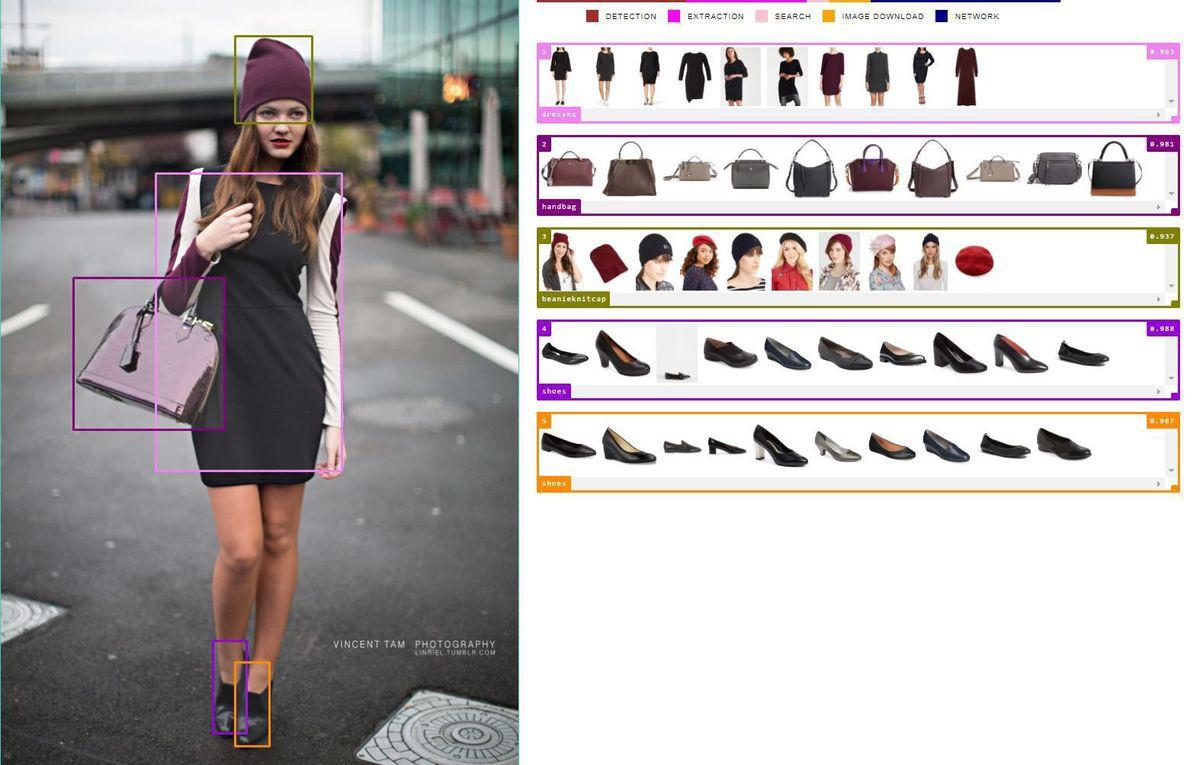 DETECTION EXTRACTION SEARCH IMAGE DOWNLOAD NETWORK
1 0.963
dresses
2 0.981
handbag
3 0.937
beanieknitcap
4 0.988
shoes
5 0.987
shoes
VINCENT TAM PHOTOGRAPHY
LINRIEL.TUMBLR.COM